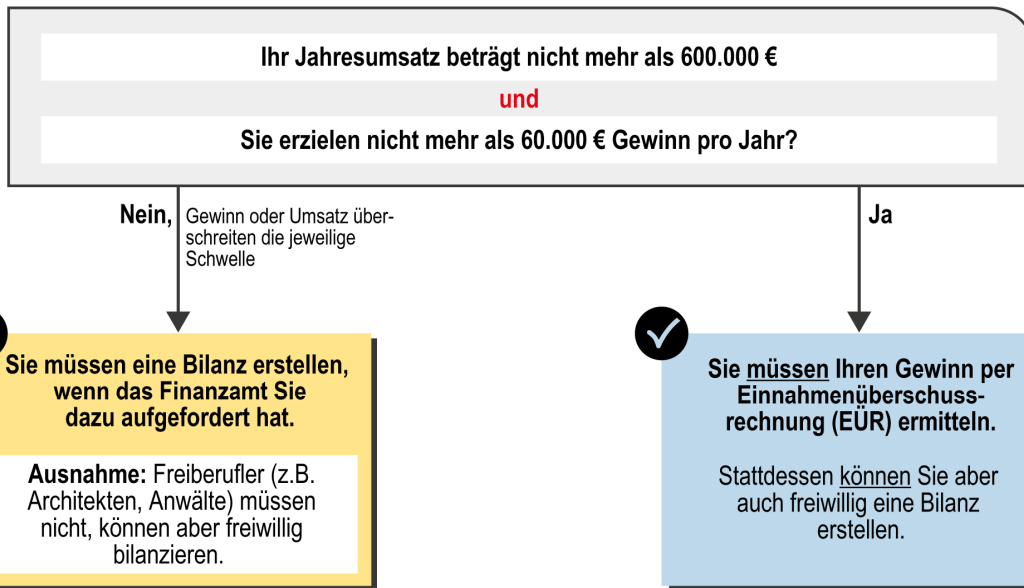 Ihr Jahresumsatz beträgt nicht mehr als 600.000 €
und
Sie erzielen nicht mehr als 60.000 € Gewinn pro Jahr?
Nein,
Gewinn oder Umsatz über-
schreiten die jeweilige
Schwelle
Ja
Sie müssen eine Bilanz erstellen,
wenn das Finanzamt Sie
dazu aufgefordert hat.
Ausnahme: Freiberufler (z.B.
Architekten, Anwälte) müssen
nicht, können aber freiwillig
bilanzieren.
Sie müssen Ihren Gewinn per
Einnahmenüberschuss-
rechnung (EÜR) ermitteln.
Stattdessen können Sie aber
auch freiwillig eine Bilanz
erstellen.